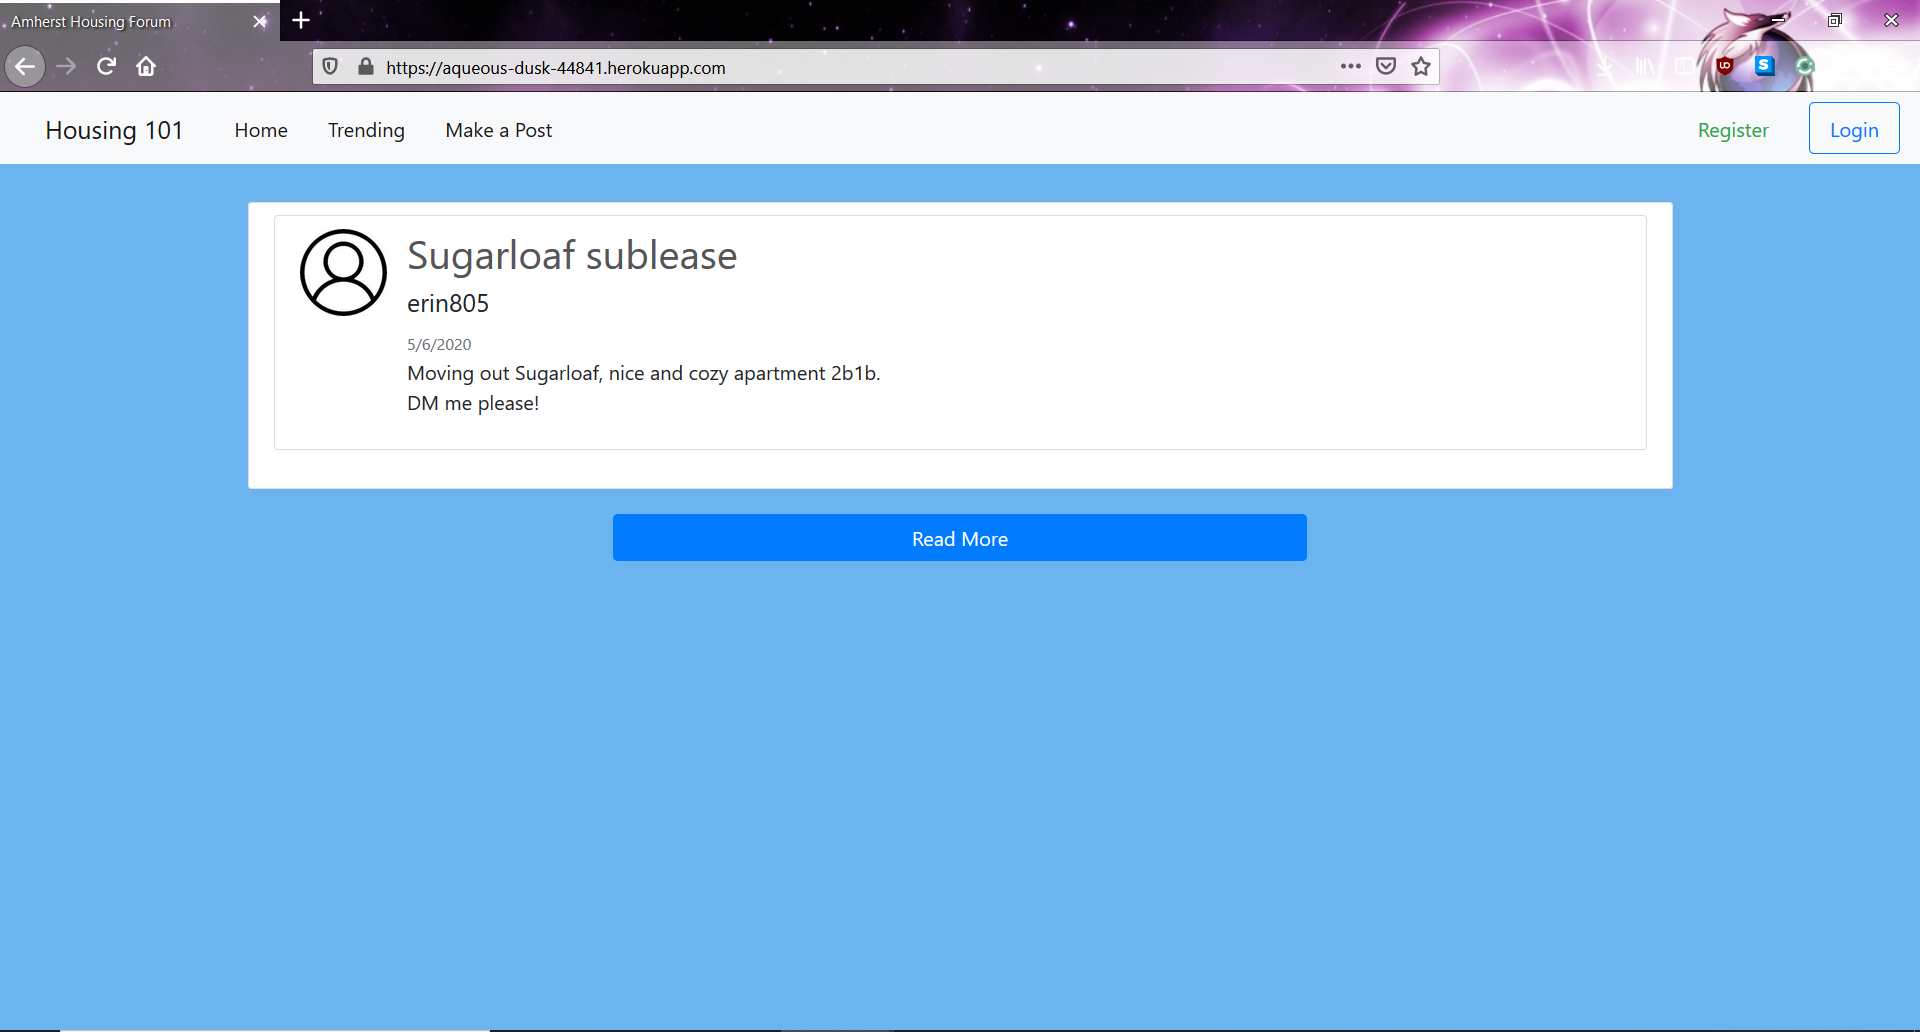 Amherst Housing Forum
https://aqueous-dusk-44841.herokuapp.com
Housing 101 Home Trending Make a Post Register Login
Sugarloaf sublease
erin805
5/6/2020
Moving out Sugarloaf, nice and cozy apartment 2b1b.
DM me please!
Read More